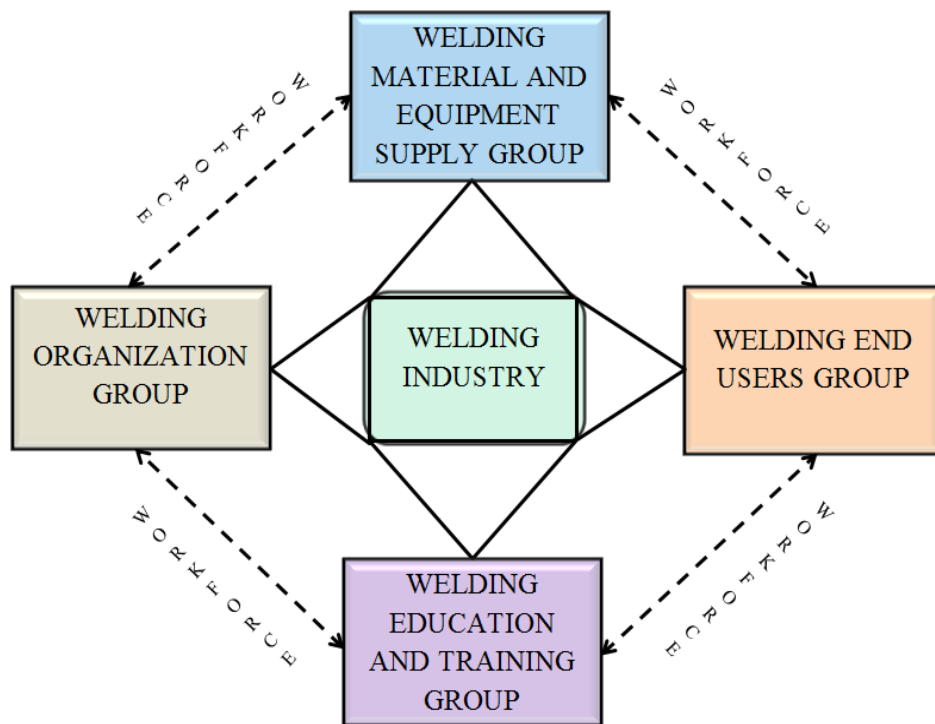 WELDING
MATERIAL AND
EQUIPMENT
SUPPLY GROUP
WORKFORCE
WORKFORCE
WELDING
ORGANIZATION
GROUP
WELDING
INDUSTRY
WELDING END
USERS GROUP
WORKFORCE
WORKFORCE
WELDING
EDUCATION
AND TRAINING
GROUP